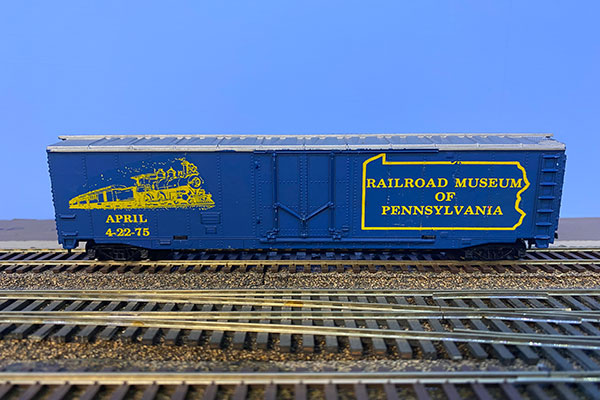 APRIL
4-22-75
RAILROAD MUSEUM
OF
PENNSYLVANIA